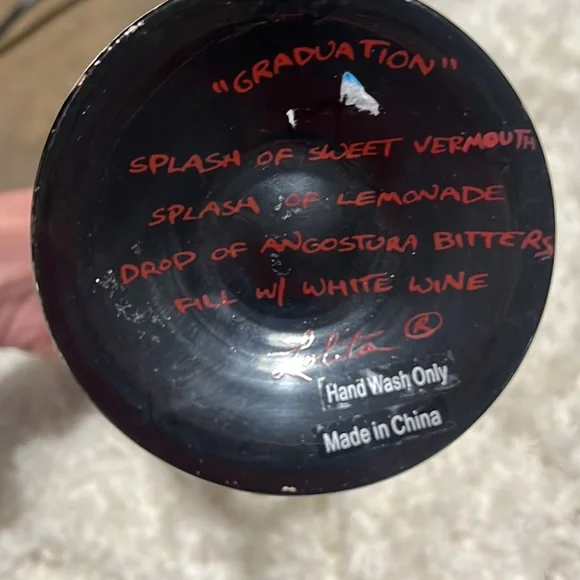 "GRADUATION"
SPLASH OF SWEET VERMOUTH
SPLASH OF LEMONADE
DROP OF ANGOSTURA BITTERS
FILL W/ WHITE WINE
Lolita ®
Hand Wash Only
Made in China